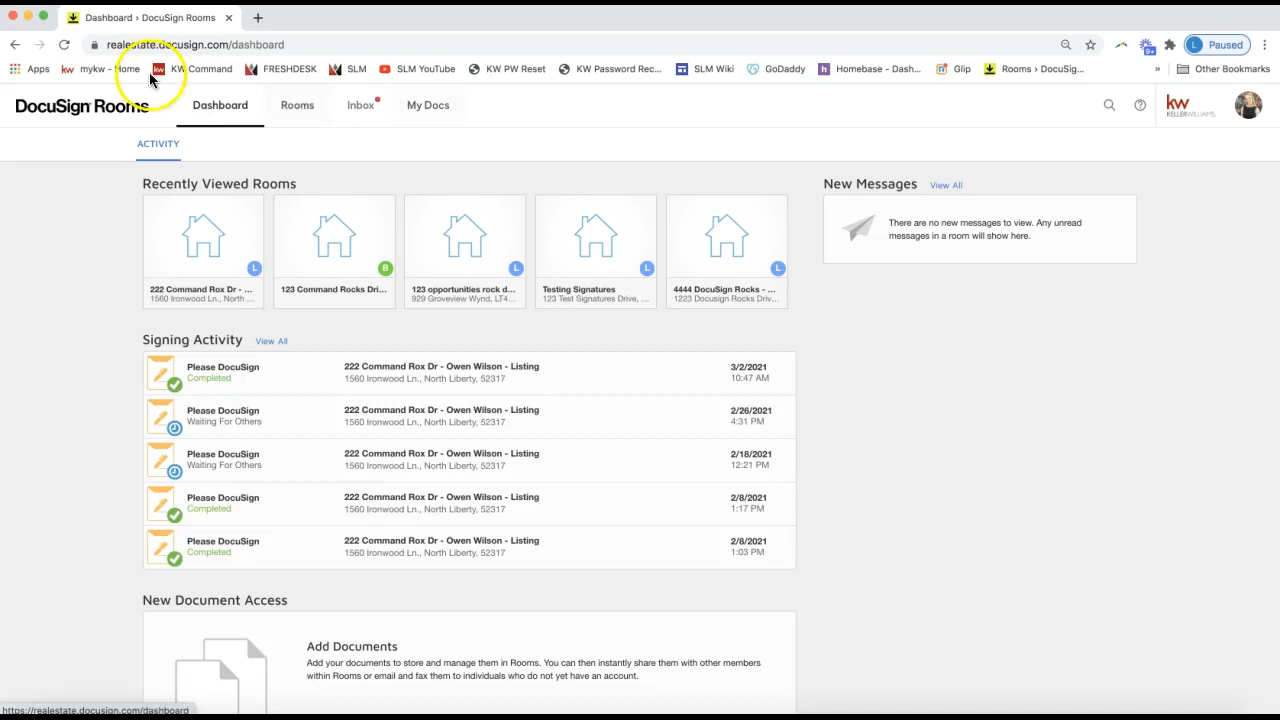 Dashboard › DocuSign Rooms
realestate.docusign.com/dashboard
L Paused
Apps
kw mykw - Home
kw KW Command
FRESHDESK
SLM
SLM YouTube
KW PW Reset
KW Password Rec...
SLM Wiki
GoDaddy
h Homebase - Dash...
Glip
Rooms › DocuSig...
»
Other Bookmarks
9+
DocuSign Rooms
Dashboard
Rooms
Inbox
My Docs
kw
KELLERWILLIAMS.
ACTIVITY
Recently Viewed Rooms
L
222 Command Rox Dr - ...
1560 Ironwood Ln., North ...
B
123 Command Rocks Dri...
L
123 opportunities rock d...
929 Groveview Wynd, LT4...
L
Testing Signatures
123 Test Signatures Drive, ...
L
4444 DocuSign Rocks - ...
1223 Docusign Rocks Driv...
New Messages View All
There are no new messages to view. Any unread
messages in a room will show here.
Signing Activity View All
Please DocuSign 222 Command Rox Dr - Owen Wilson - Listing 3/2/2021
Completed 1560 Ironwood Ln., North Liberty, 52317 10:47 AM
Please DocuSign 222 Command Rox Dr - Owen Wilson - Listing 2/26/2021
Waiting For Others 1560 Ironwood Ln., North Liberty, 52317 4:31 PM
Please DocuSign 222 Command Rox Dr - Owen Wilson - Listing 2/18/2021
Waiting For Others 1560 Ironwood Ln., North Liberty, 52317 12:21 PM
Please DocuSign 222 Command Rox Dr - Owen Wilson - Listing 2/8/2021
Completed 1560 Ironwood Ln., North Liberty, 52317 1:17 PM
Please DocuSign 222 Command Rox Dr - Owen Wilson - Listing 2/8/2021
Completed 1560 Ironwood Ln., North Liberty, 52317 1:03 PM
New Document Access
Add Documents
Add your documents to store and manage them in Rooms. You can then instantly share them with other members
within Rooms or email and fax them to individuals who do not yet have an account.
https://realestate.docusign.com/dashboard